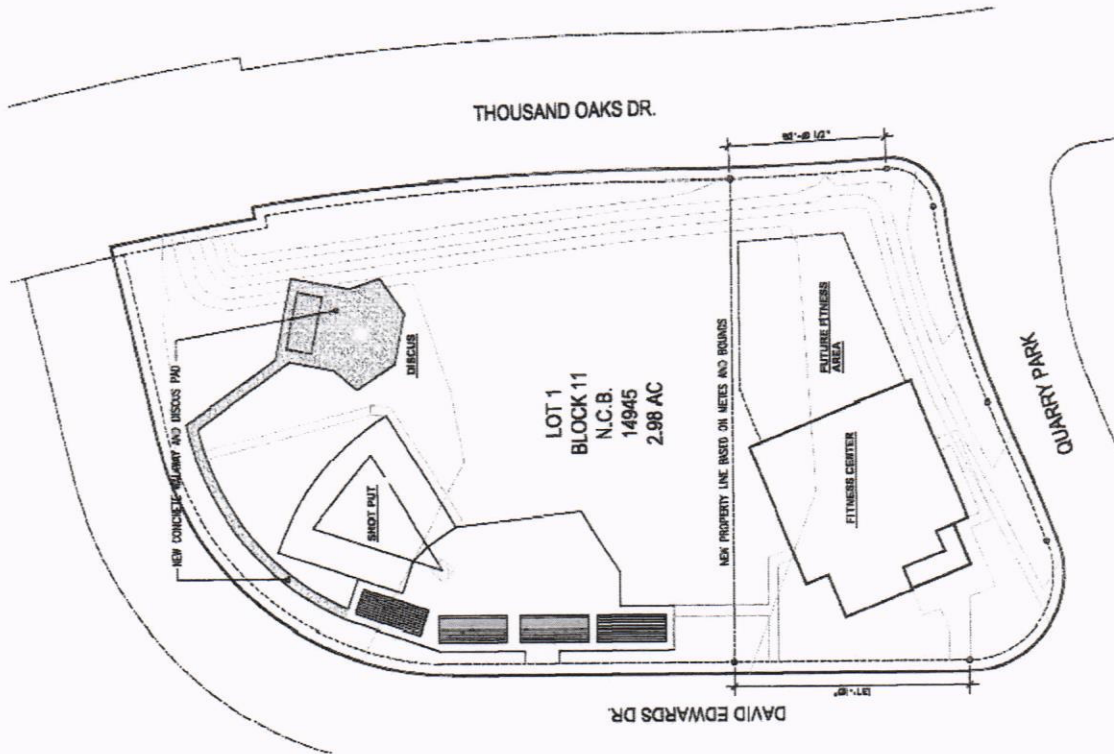 THOUSAND OAKS DR.
NEW CONCRETE WALKWAY AND DISCUS PAD
DISCUS
SHOT PUT
LOT 1
BLOCK 11
N.C.B.
14945
2.98 AC
NEW PROPERTY LINE BASED ON METES AND BOUNDS
FUTURE FITNESS
AREA
FITNESS CENTER
QUARRY PARK
DAVID EDWARDS DR.